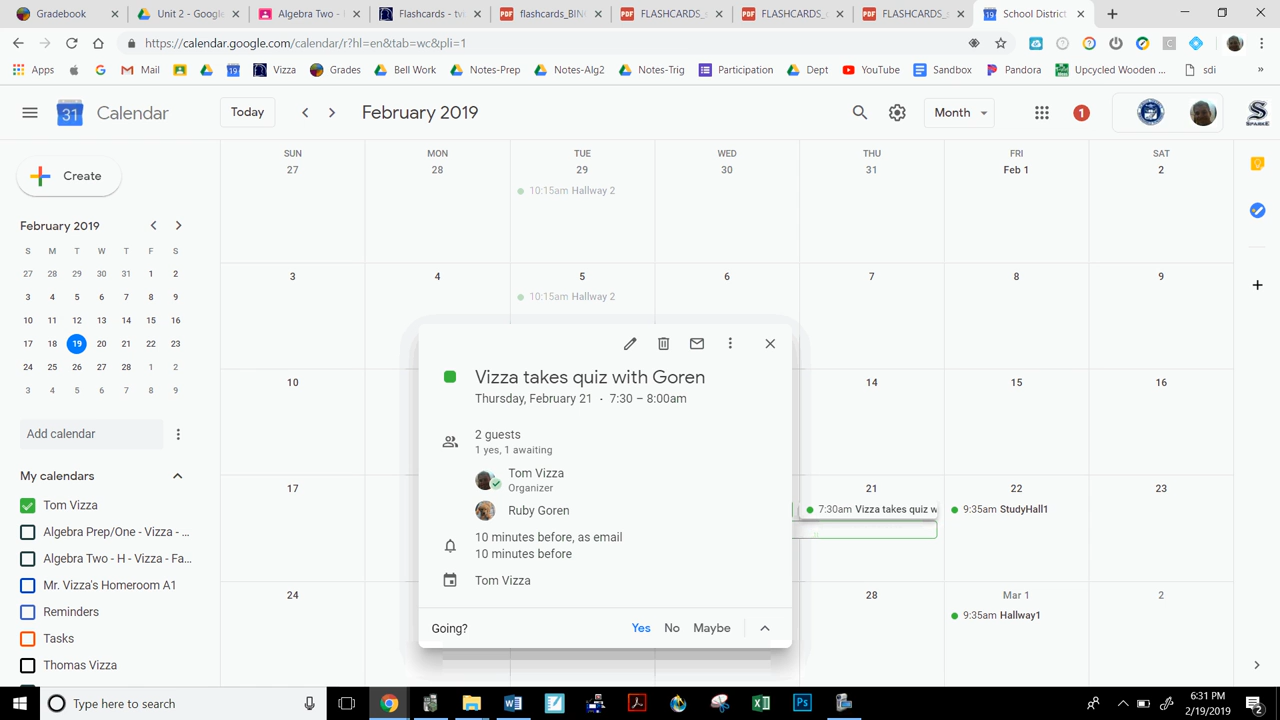 Gradebook
Unit 2 - Google
Algebra Two - H
Flashcards - tvi
flashcards_BIN
FLASHCARDS_
FLASHCARDS_
FLASHCARDS_
School District
https://calendar.google.com/calendar/r?hl=en&tab=wc&pli=1
Apps
Mail
31
Vizza
Grades
Bell Work
Notes-Prep
Notes-Alg2
Notes-Trig
Participation
Dept
YouTube
Sandbox
Pandora
Upcycled Wooden ...
sdi
»
31 Calendar
Today
February 2019
Month
1
SPARKE
Create
SUN MON TUE WED THU FRI SAT
27 28 29 30 31 Feb 1 2
10:15am Hallway 2
February 2019
S M T W T F S
27 28 29 30 31 1 2
3 4 5 6 7 8 9
10 11 12 13 14 15 16
17 18 19 20 21 22 23
24 25 26 27 28 1 2
3 4 5 6 7 8 9
3 4 5 6 7 8 9
10:15am Hallway 2
10 14 15 16
17 21 22 23
7:30am Vizza takes quiz w
9:35am StudyHall1
24 28 Mar 1 2
9:35am Hallway1
Add calendar
My calendars
Tom Vizza
Algebra Prep/One - Vizza - ...
Algebra Two - H - Vizza - Fa...
Mr. Vizza's Homeroom A1
Reminders
Tasks
Thomas Vizza
Vizza takes quiz with Goren
Thursday, February 21 · 7:30 – 8:00am
2 guests
1 yes, 1 awaiting
Tom Vizza
Organizer
Ruby Goren
10 minutes before, as email
10 minutes before
Tom Vizza
Going?
Yes
No
Maybe
Type here to search
Ps
6:31 PM
2/19/2019
2